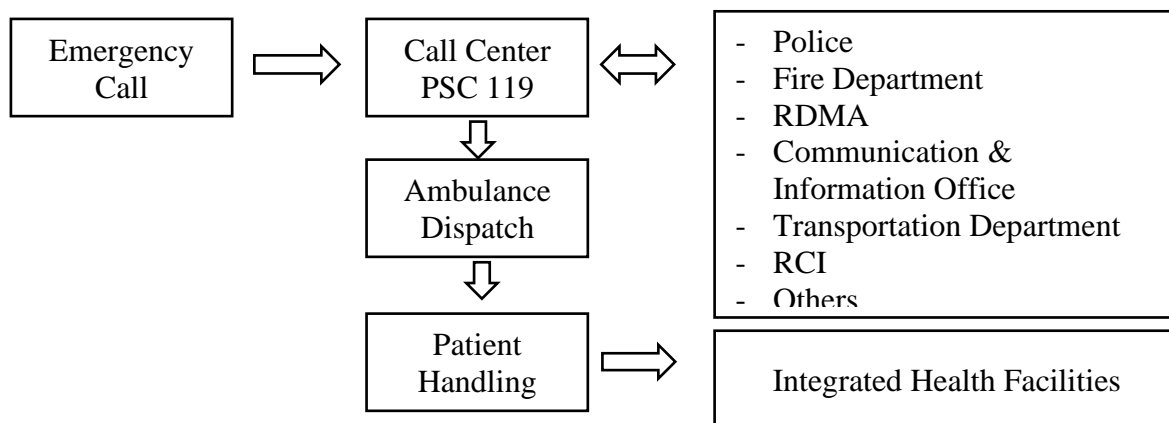 Emergency
Call
Call Center
PSC 119
- Police
- Fire Department
- RDMA
- Communication &
Information Office
- Transportation Department
- RCI
- Others
Ambulance
Dispatch
Patient
Handling
Integrated Health Facilities